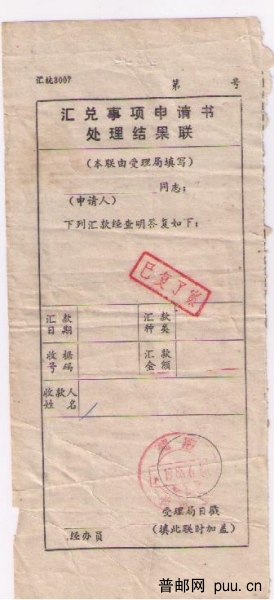 汇统3007
第 号
汇兑事项申请书
处理结果联
(本联由受理局填写)
同志:
(申请人)
下列汇款经查明答复如下:
已复了案
汇款日期 汇款种类
收据号码 汇款金额
收款人姓名
受理局日戳
经办员 (填此联时加盖)
普邮网 puu.cn